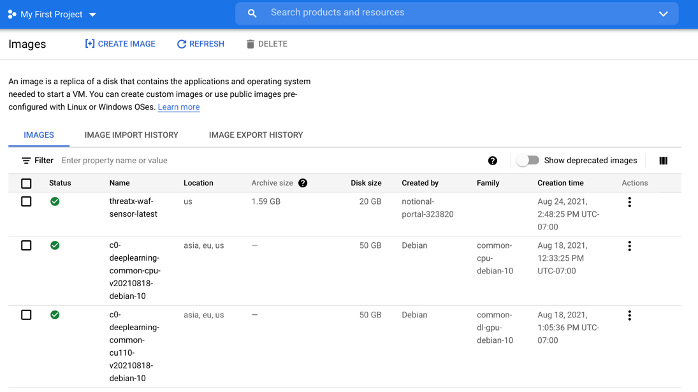 My First Project
Search products and resources
Images
CREATE IMAGE
REFRESH
DELETE
An image is a replica of a disk that contains the applications and operating system
needed to start a VM. You can create custom images or use public images pre-
configured with Linux or Windows OSes. Learn more
IMAGES
IMAGE IMPORT HISTORY
IMAGE EXPORT HISTORY
Filter Enter property name or value
Show deprecated images
Status Name Location Archive size Disk size Created by Family Creation time Actions
threatx-waf- us 1.59 GB 20 GB notional- Aug 24, 2021,
sensor-latest portal-323820 2:48:25 PM UTC-
07:00
c0- asia, eu, us — 50 GB Debian common- Aug 18, 2021,
deeplearning- cpu- 12:33:25 PM
common-cpu- debian-10 UTC-07:00
v20210818-
debian-10
c0- asia, eu, us — 50 GB Debian common- Aug 18, 2021,
deeplearning- dl-gpu- 1:05:36 PM UTC-
common- debian-10 07:00
cu110-
v20210818-
debian-10